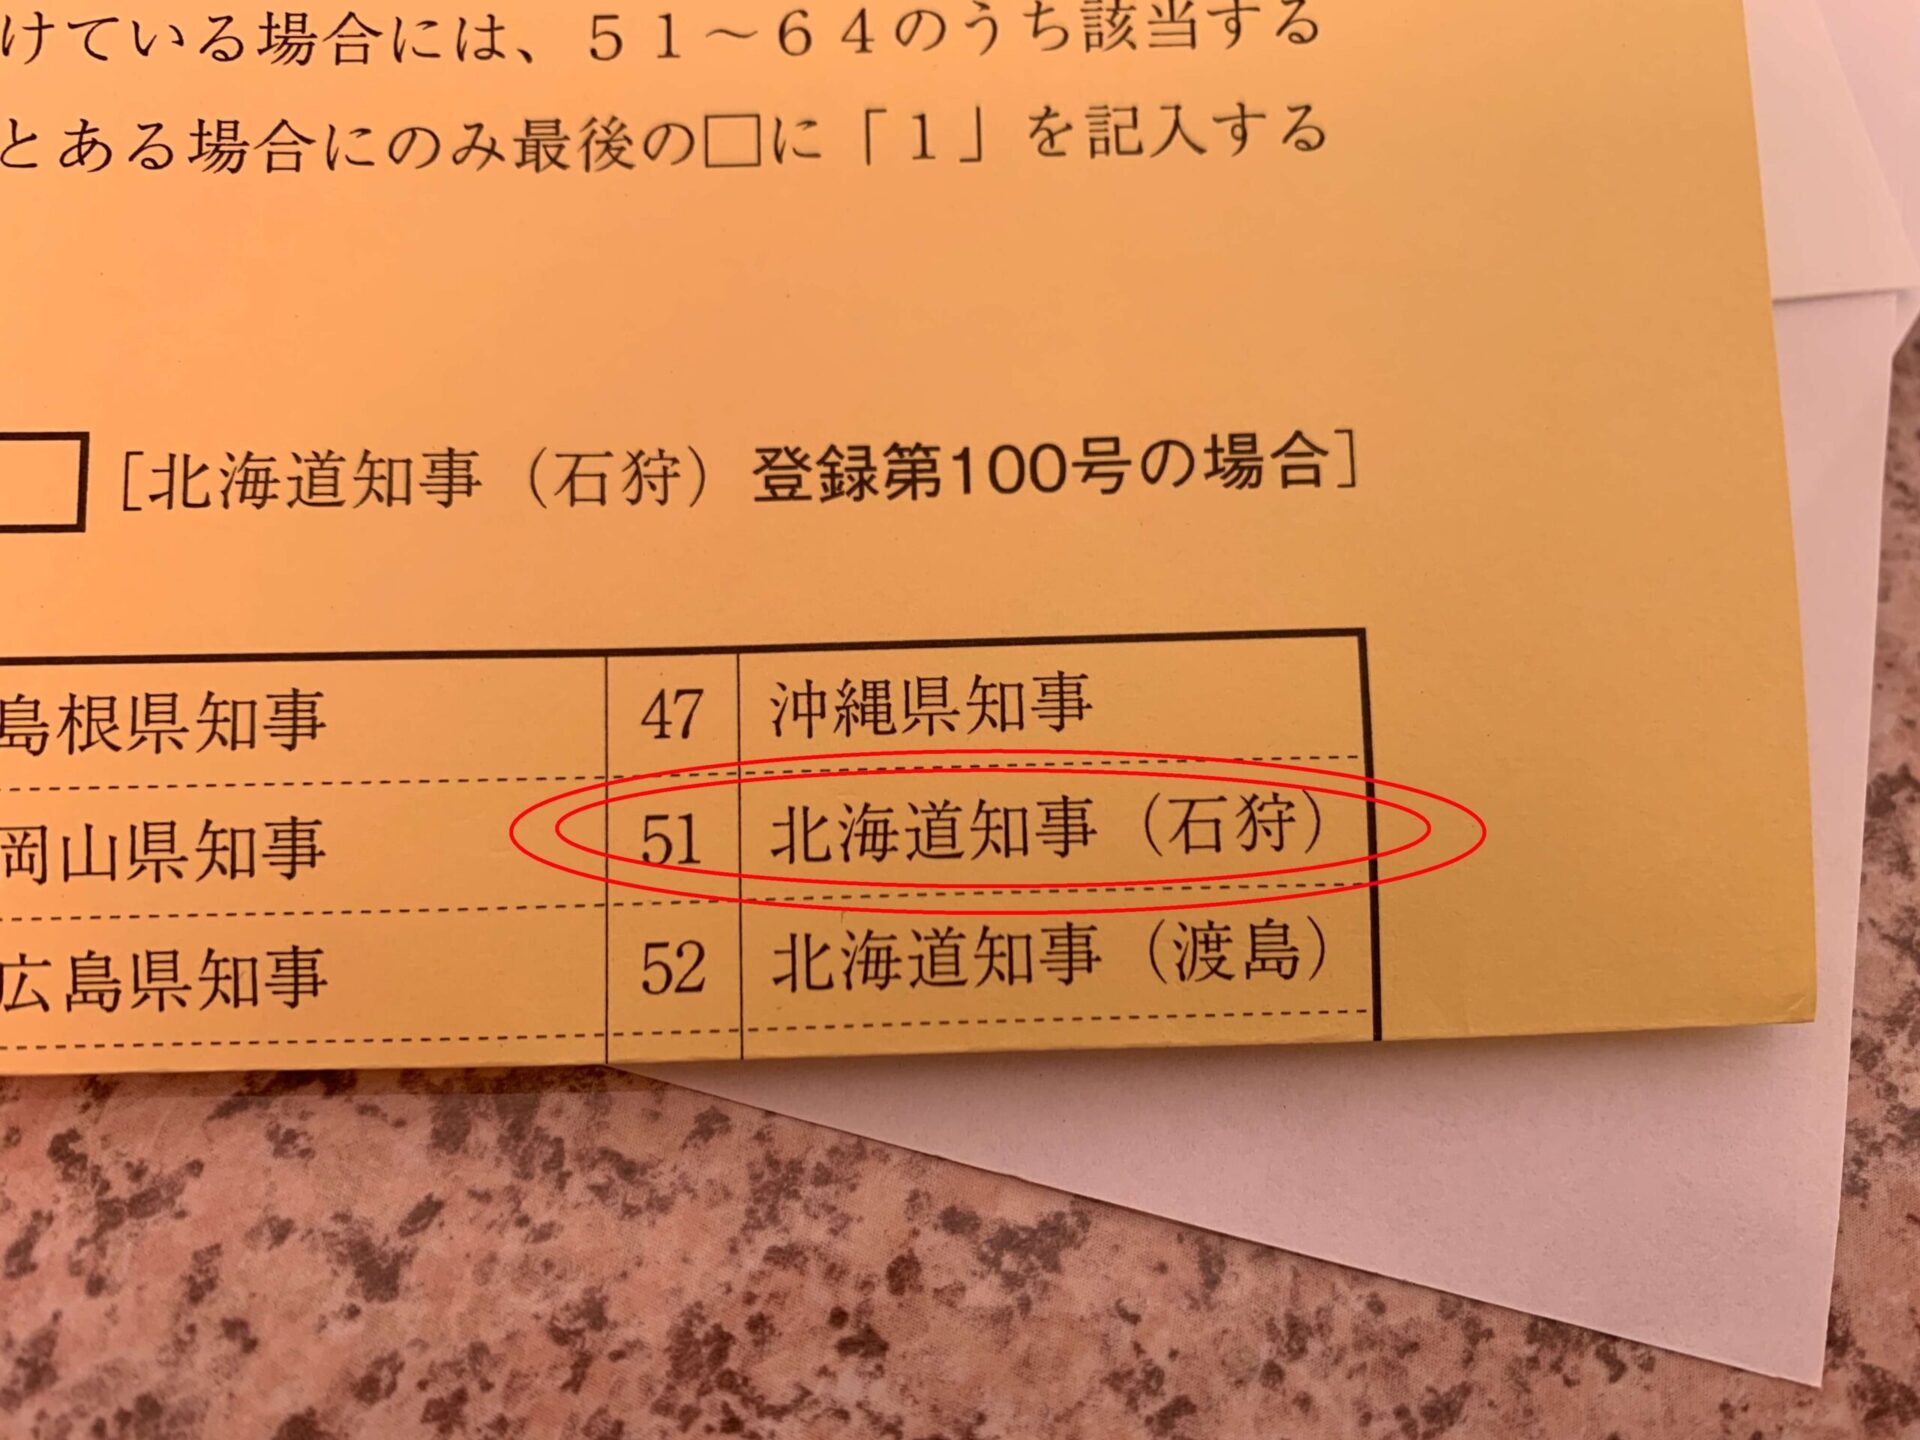 けている場合には、５１～６４のうち該当する
とある場合にのみ最後の□に「１」を記入する
［北海道知事（石狩）登録第100号の場合］
島根県知事 47 沖縄県知事
岡山県知事 51 北海道知事（石狩）
広島県知事 52 北海道知事（渡島）